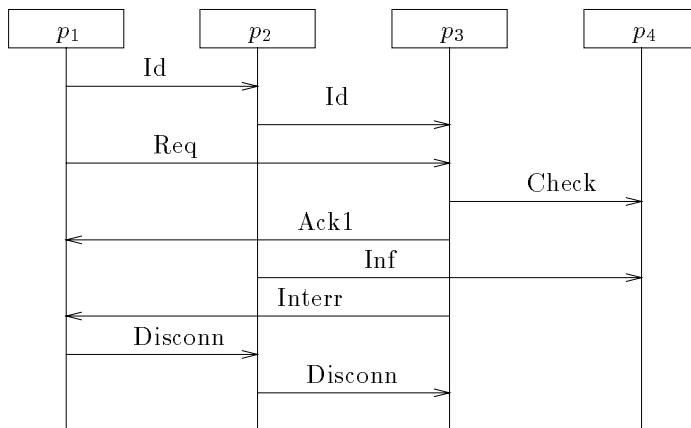 p₁ p₂ p₃ p₄
Id
Id
Req
Check
Ack1
Inf
Interr
Disconn
Disconn